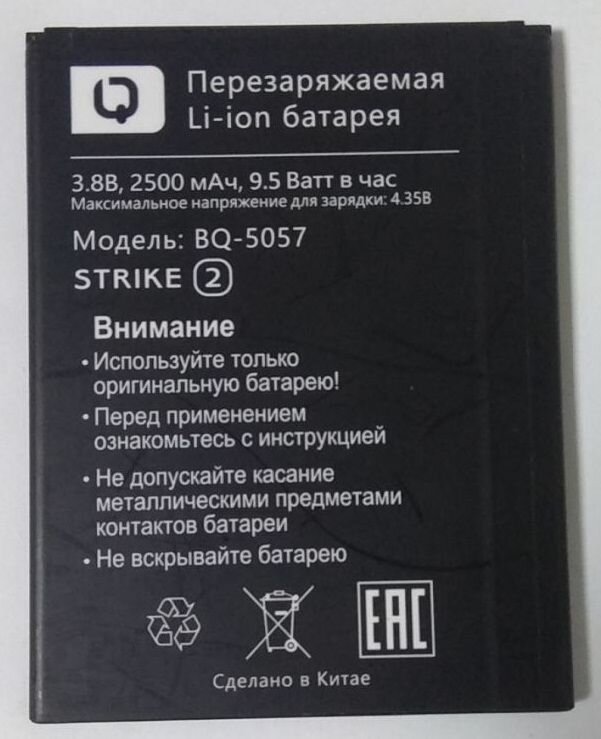 Перезаряжаемая
Li-ion батарея
3.8В, 2500 мАч, 9.5 Ватт в час
Максимальное напряжение для зарядки: 4.35В
Модель: BQ-5057
STRIKE 2
Внимание
• Используйте только
оригинальную батарею!
• Перед применением
ознакомьтесь с инструкцией
• Не допускайте касание
металлическими предметами
контактов батареи
• Не вскрывайте батарею
EAC
Сделано в Китае